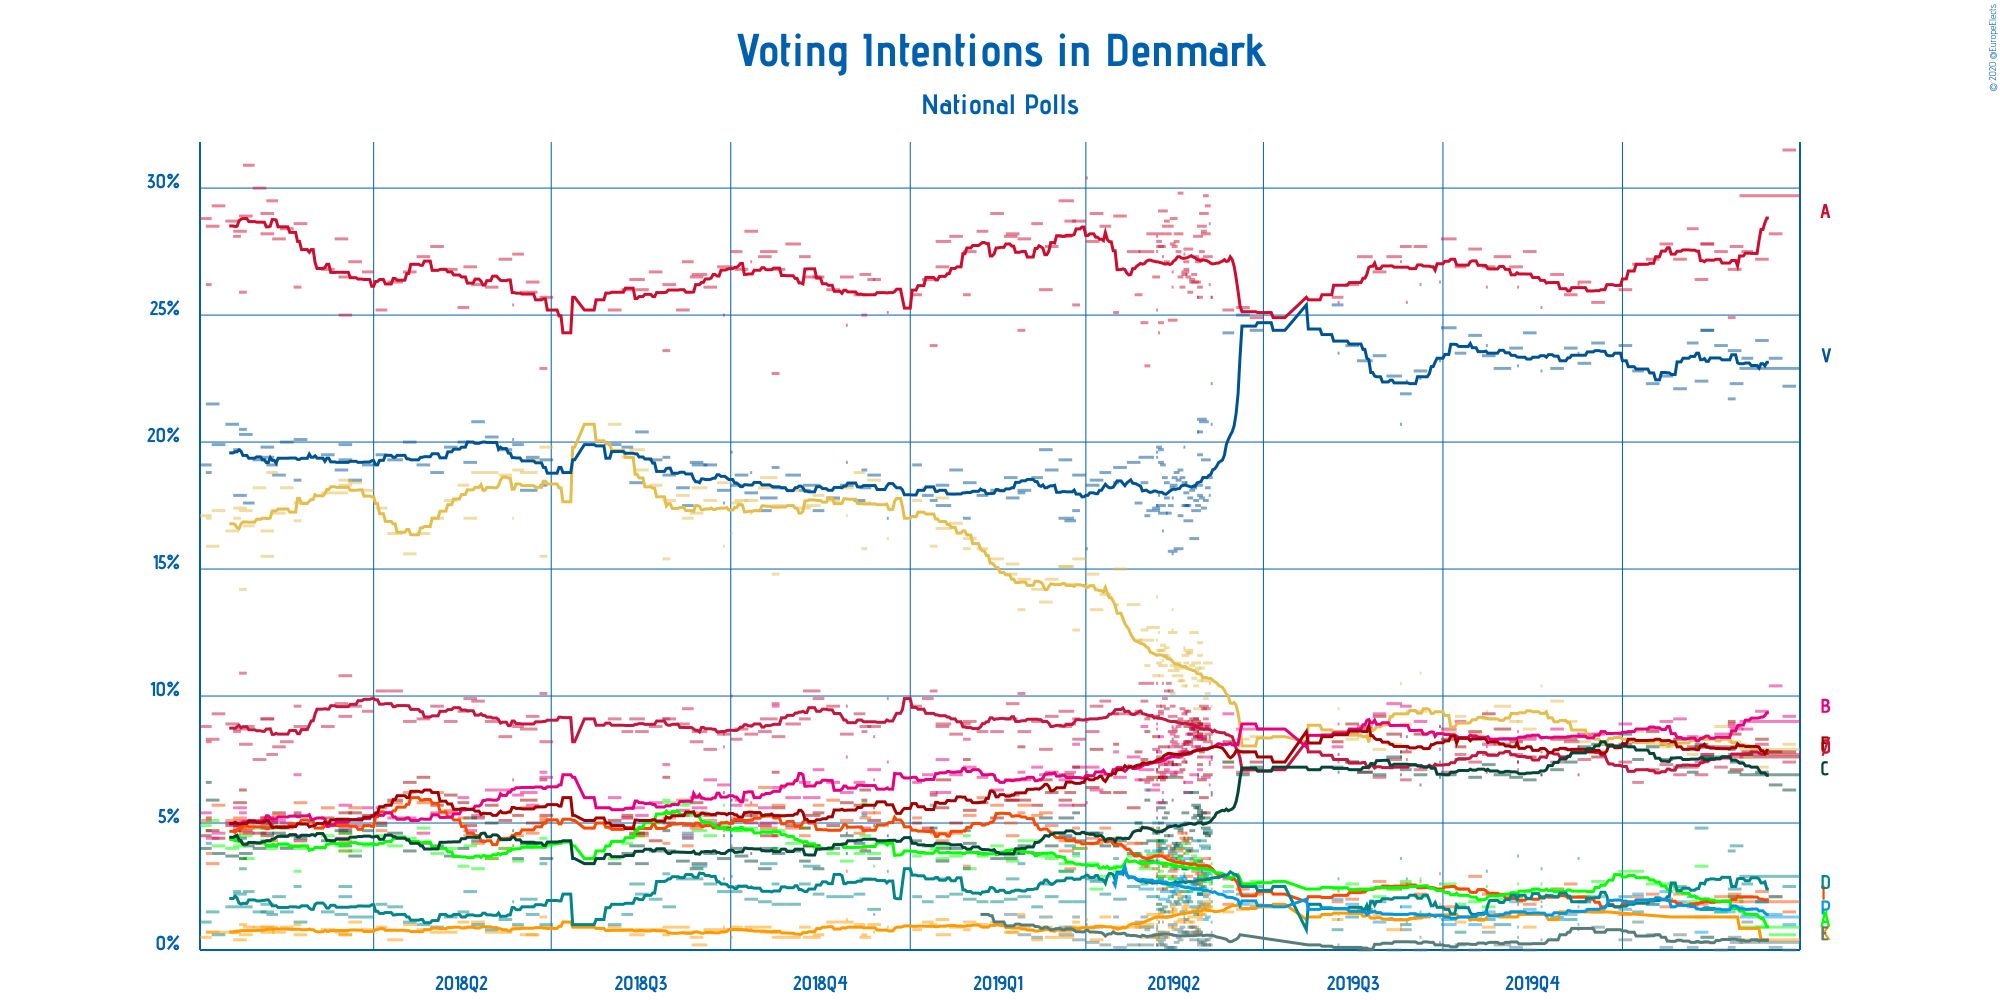 © 2020 @EuropeElects
Voting Intentions in Denmark
National Polls
30%
25%
20%
15%
10%
5%
0%
A
V
B
C
D
P
2018Q2 2018Q3 2018Q4 2019Q1 2019Q2 2019Q3 2019Q4